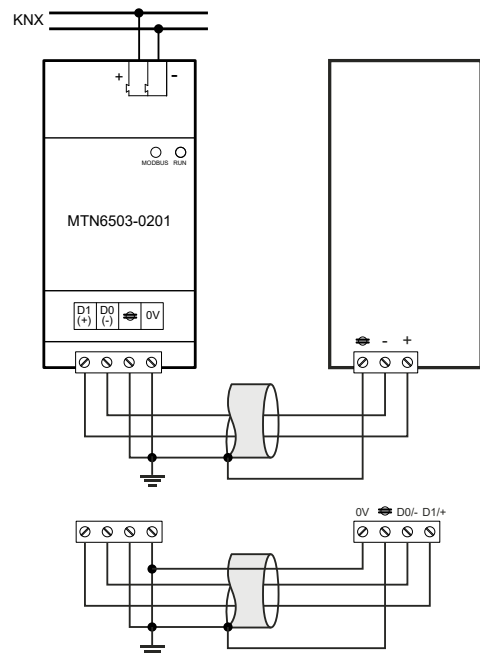 KNX
+ -
MODBUS RUN
MTN6503-0201
D1 D0 0V
(+) (-)
- +
0V D0/- D1/+